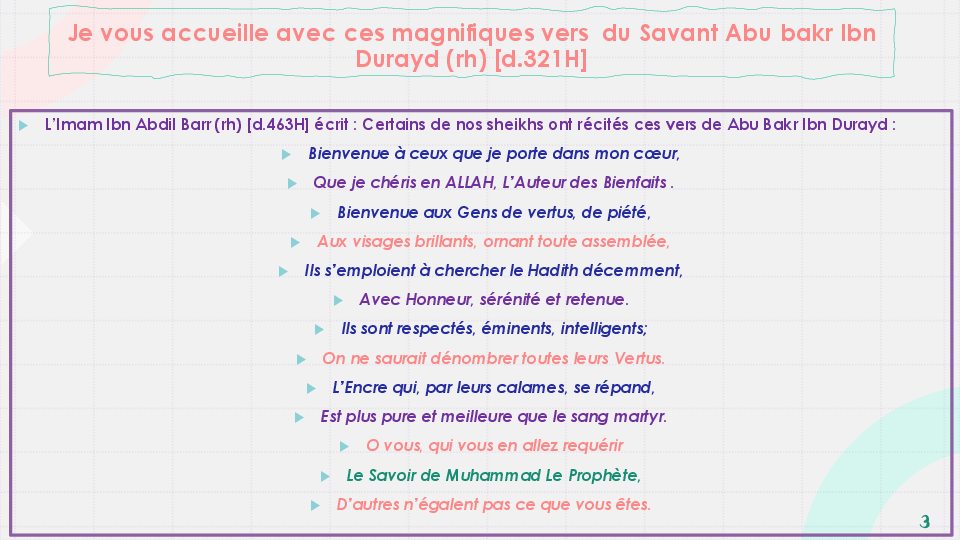 Je vous accueille avec ces magnifiques vers du Savant Abu bakr Ibn
Durayd (rh) [d.321H]
L'Imam Ibn Abdil Barr (rh) [d.463H] écrit : Certains de nos sheikhs ont récités ces vers de Abu Bakr Ibn Durayd :
Bienvenue à ceux que je porte dans mon cœur,
Que je chéris en ALLAH, L'Auteur des Bienfaits .
Bienvenue aux Gens de vertus, de piété,
Aux visages brillants, ornant toute assemblée,
Ils s'emploient à chercher le Hadith décemment,
Avec Honneur, sérénité et retenue.
Ils sont respectés, éminents, intelligents;
On ne saurait dénombrer toutes leurs Vertus.
L'Encre qui, par leurs calames, se répand,
Est plus pure et meilleure que le sang martyr.
O vous, qui vous en allez requérir
Le Savoir de Muhammad Le Prophète,
D'autres n'égalent pas ce que vous êtes.
3